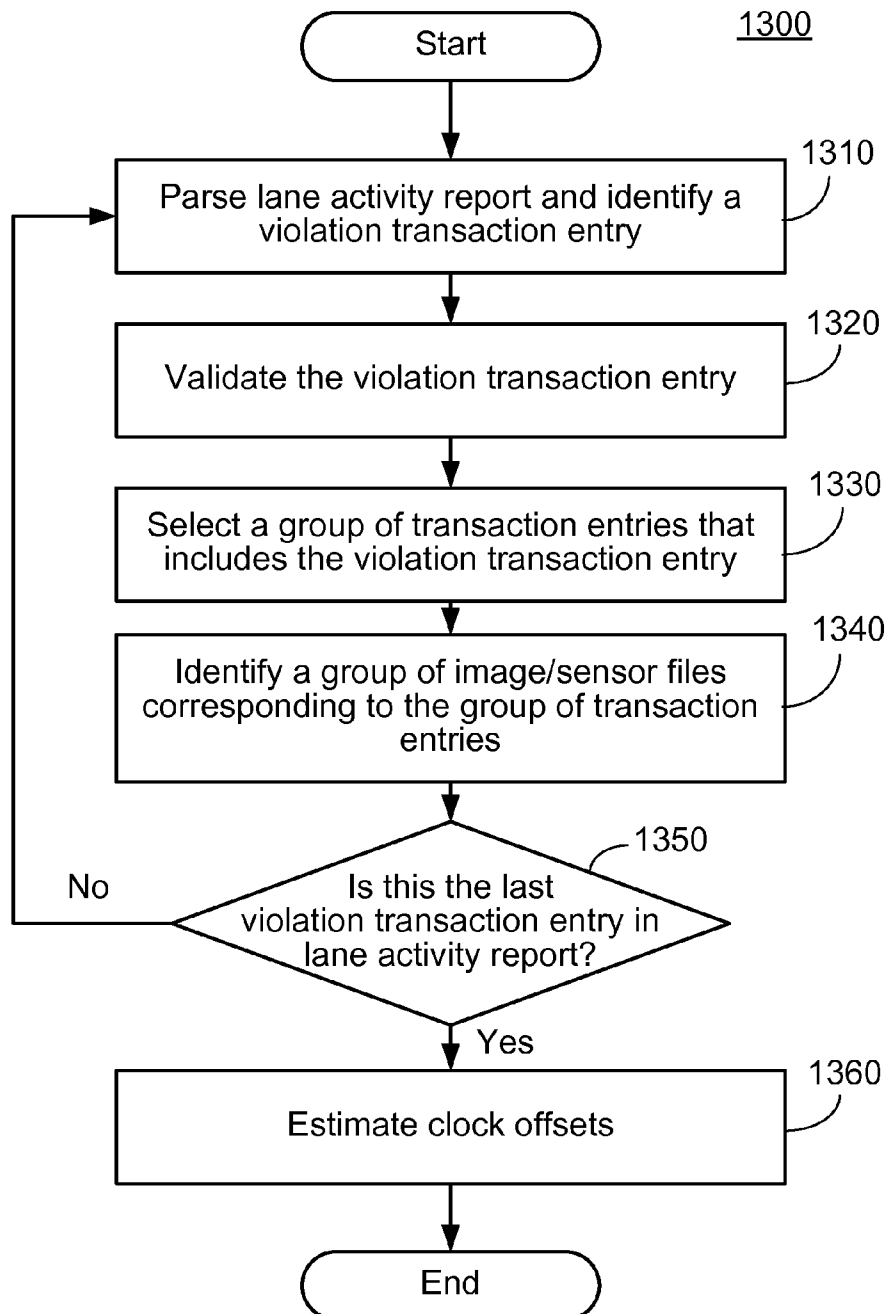 1300
Start
1310
Parse lane activity report and identify a
violation transaction entry
1320
Validate the violation transaction entry
1330
Select a group of transaction entries that
includes the violation transaction entry
1340
Identify a group of image/sensor files
corresponding to the group of transaction
entries
1350
No
Is this the last
violation transaction entry in
lane activity report?
Yes
1360
Estimate clock offsets
End